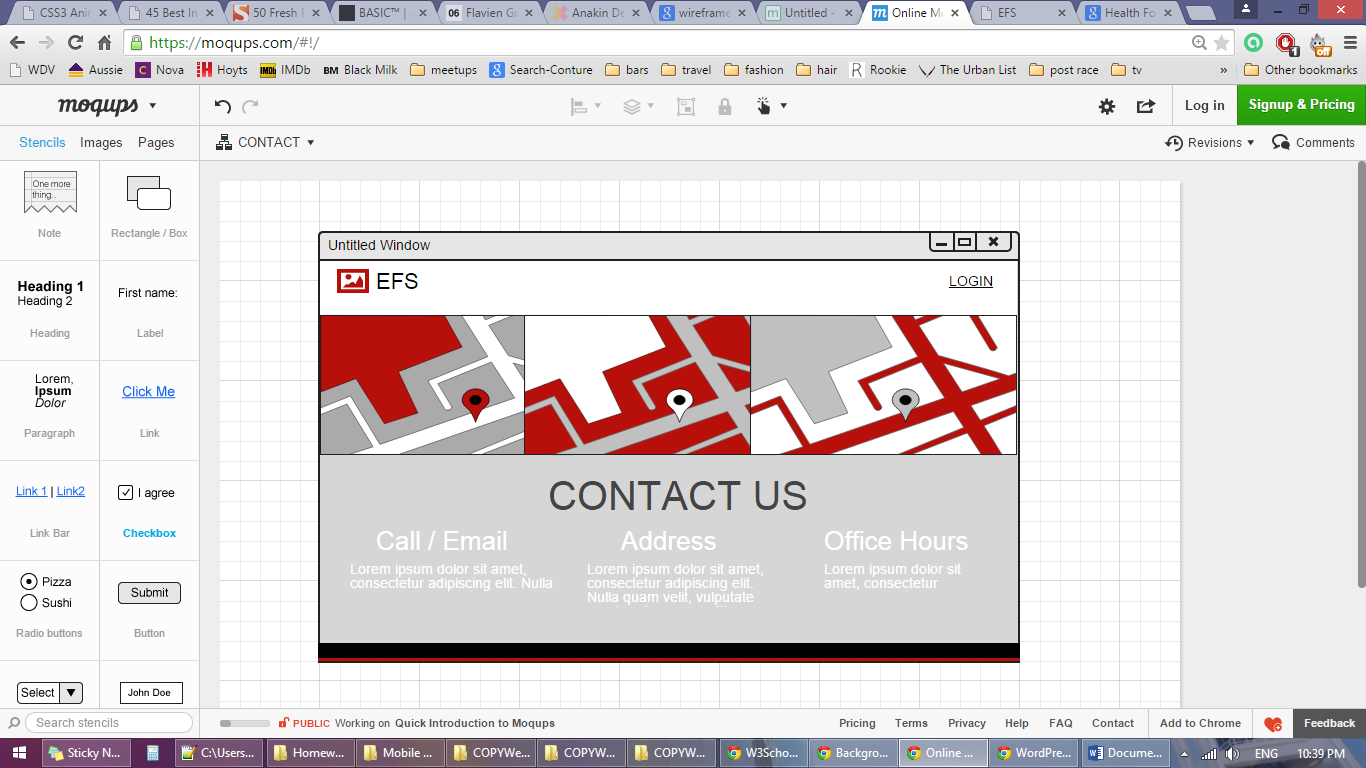 CSS3 Anir
45 Best In
50 Fresh F
BASIC™ | A
06 Flavien Gu
Anakin De
wireframe
Untitled -
Online Mo
EFS
Health Fo
https://moqups.com/#!/
1
off
WDV
Aussie
Nova
Hoyts
IMDb
Black Milk
meetups
Search-Conture
bars
travel
fashion
hair
Rookie
The Urban List
post race
tv
»
Other bookmarks
moqups
Log in
Signup & Pricing
Stencils
Images
Pages
CONTACT
Revisions
Comments
One more
thing..
Note
Rectangle / Box
Heading 1
Heading 2
Heading
First name:
Label
Lorem,
Ipsum
Dolor
Paragraph
Click Me
Link
Link 1 | Link2
Link Bar
I agree
Checkbox
Pizza
Sushi
Radio buttons
Submit
Button
Select
John Doe
Search stencils
Untitled Window
EFS
LOGIN
CONTACT US
Call / Email
Lorem ipsum dolor sit amet,
consectetur adipiscing elit. Nulla
Address
Lorem ipsum dolor sit amet,
consectetur adipiscing elit.
Nulla quam velit, vulputate
Office Hours
Lorem ipsum dolor sit
amet, consectetur
PUBLIC Working on Quick Introduction to Moqups
Pricing
Terms
Privacy
Help
FAQ
Contact
Add to Chrome
Feedback
Sticky N...
C:\Users...
Homew...
Mobile ...
COPYWe...
COPYW...
COPYW...
W3Scho...
Backgro...
Online ...
WordPre...
Docume...
ENG
10:39 PM